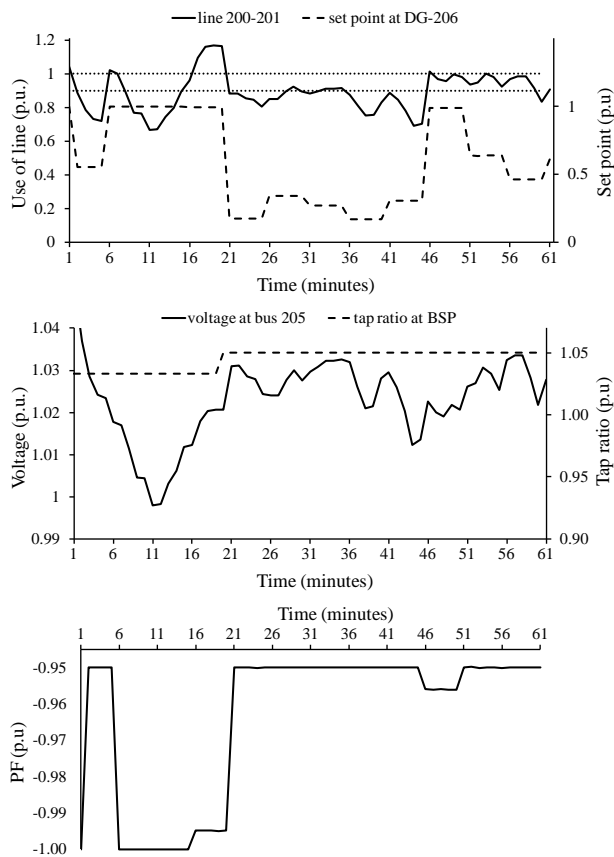 line 200-201 set point at DG-206
1.2
1
0.8
0.6
0.4
0.2
0
Use of line (p.u.)
1
0.5
0
Set point (p.u)
1 6 11 16 21 26 31 36 41 46 51 56 61
Time (minutes)
voltage at bus 205 tap ratio at BSP
1.04
1.03
1.02
1.01
1
0.99
Voltage (p.u.)
1.05
1.00
0.95
0.90
Tap ratio (p.u)
1 6 11 16 21 26 31 36 41 46 51 56 61
Time (minutes)
Time (minutes)
1 6 11 16 21 26 31 36 41 46 51 56 61
-0.95
-0.96
-0.97
-0.98
-0.99
-1.00
PF (p.u)